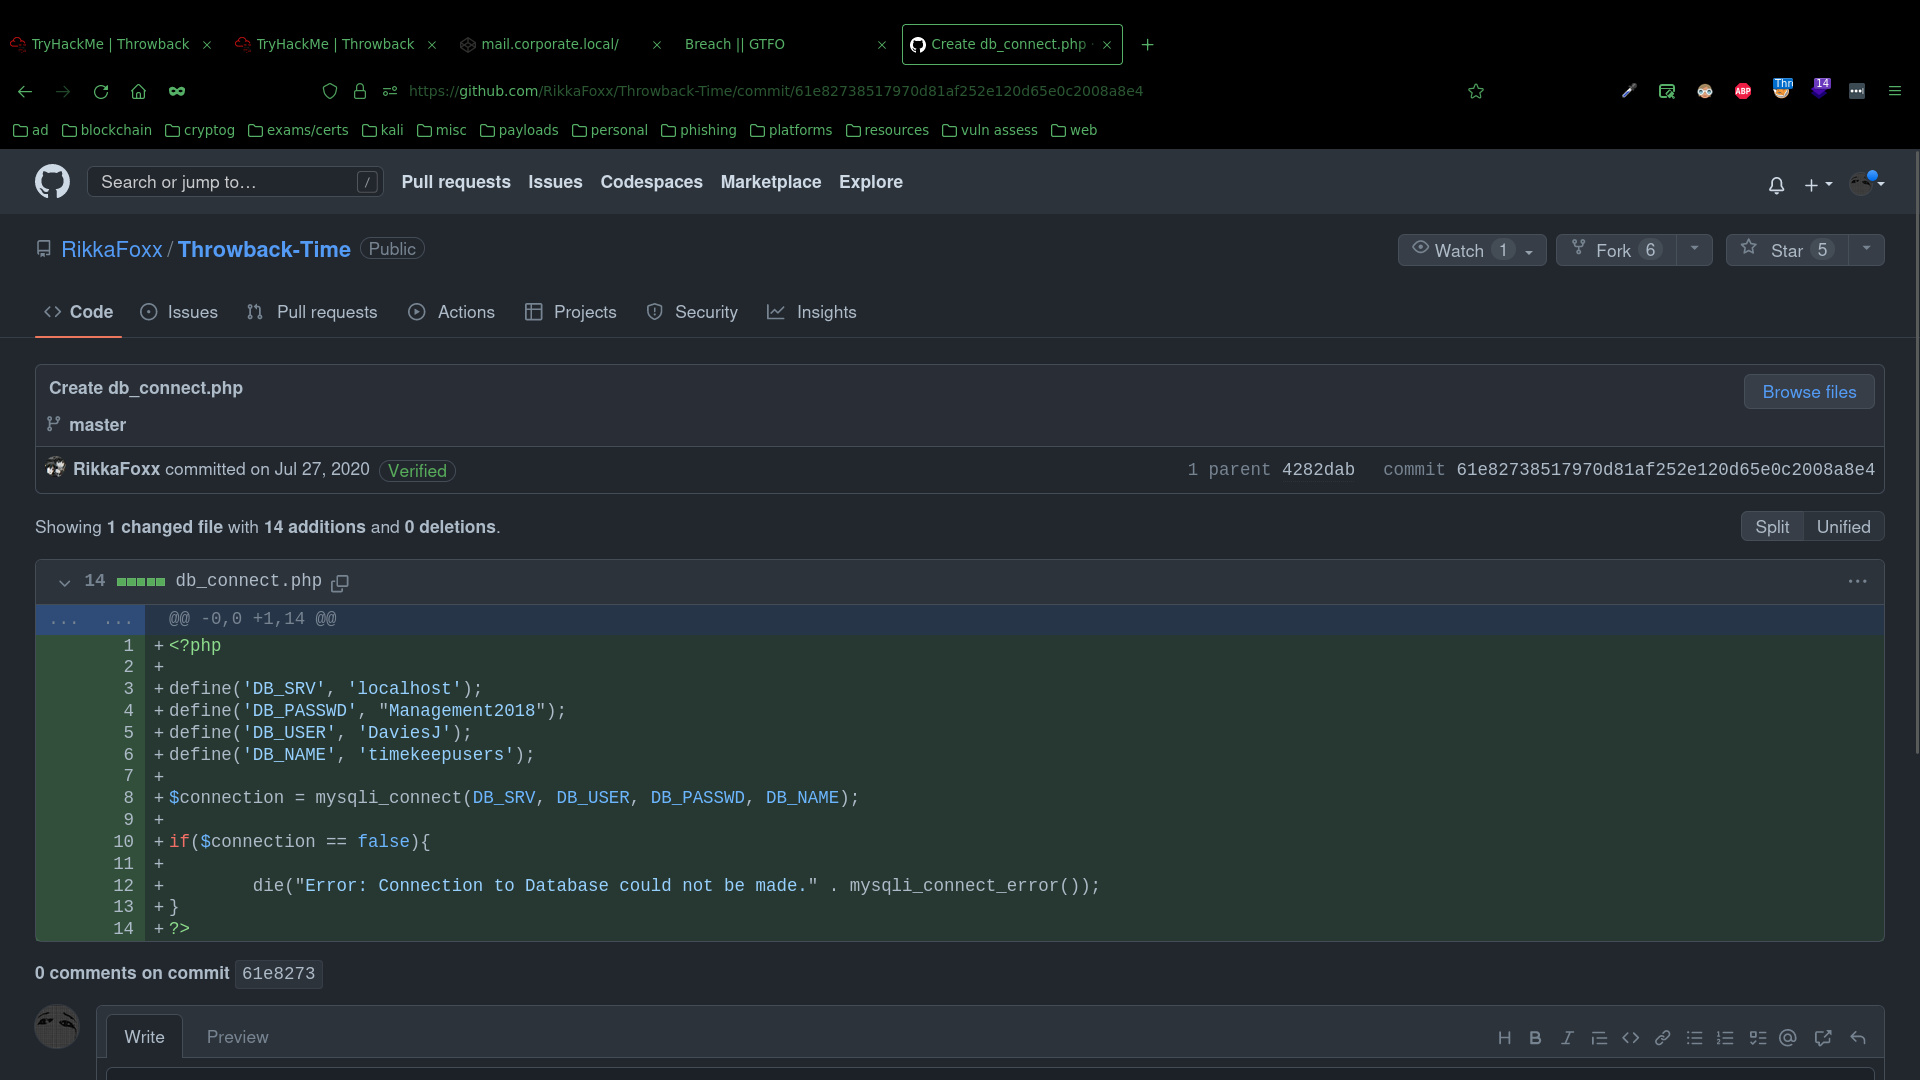 TryHackMe | Throwback TryHackMe | Throwback mail.corporate.local/ Breach || GTFO Create db_connect.php
https://github.com/RikkaFoxx/Throwback-Time/commit/61e82738517970d81af252e120d65e0c2008a8e4 ABP Thr 14
ad blockchain cryptog exams/certs kali misc payloads personal phishing platforms resources vuln assess web
Search or jump to… / Pull requests Issues Codespaces Marketplace Explore
RikkaFoxx / Throwback-Time Public Watch 1 Fork 6 Star 5
Code Issues Pull requests Actions Projects Security Insights
Create db_connect.php Browse files
master
RikkaFoxx committed on Jul 27, 2020 Verified 1 parent 4282dab commit 61e82738517970d81af252e120d65e0c2008a8e4
Showing 1 changed file with 14 additions and 0 deletions. Split Unified
14 db_connect.php ...
... ... @@ -0,0 +1,14 @@
1 + <?php
2 +
3 + define('DB_SRV', 'localhost');
4 + define('DB_PASSWD', "Management2018");
5 + define('DB_USER', 'DaviesJ');
6 + define('DB_NAME', 'timekeepusers');
7 +
8 + $connection = mysqli_connect(DB_SRV, DB_USER, DB_PASSWD, DB_NAME);
9 +
10 + if($connection == false){
11 +
12 + die("Error: Connection to Database could not be made." . mysqli_connect_error());
13 + }
14 + ?>
0 comments on commit 61e8273
Write Preview